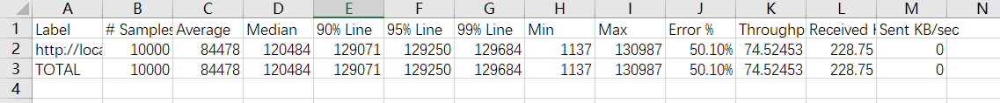 A B C D E F G H I J K L M N
1 Label # Samples Average Median 90% Line 95% Line 99% Line Min Max Error % Throughp Received Sent KB/sec
2 http://loca 10000 84478 120484 129071 129250 129684 1137 130987 50.10% 74.52453 228.75 0
3 TOTAL 10000 84478 120484 129071 129250 129684 1137 130987 50.10% 74.52453 228.75 0
4